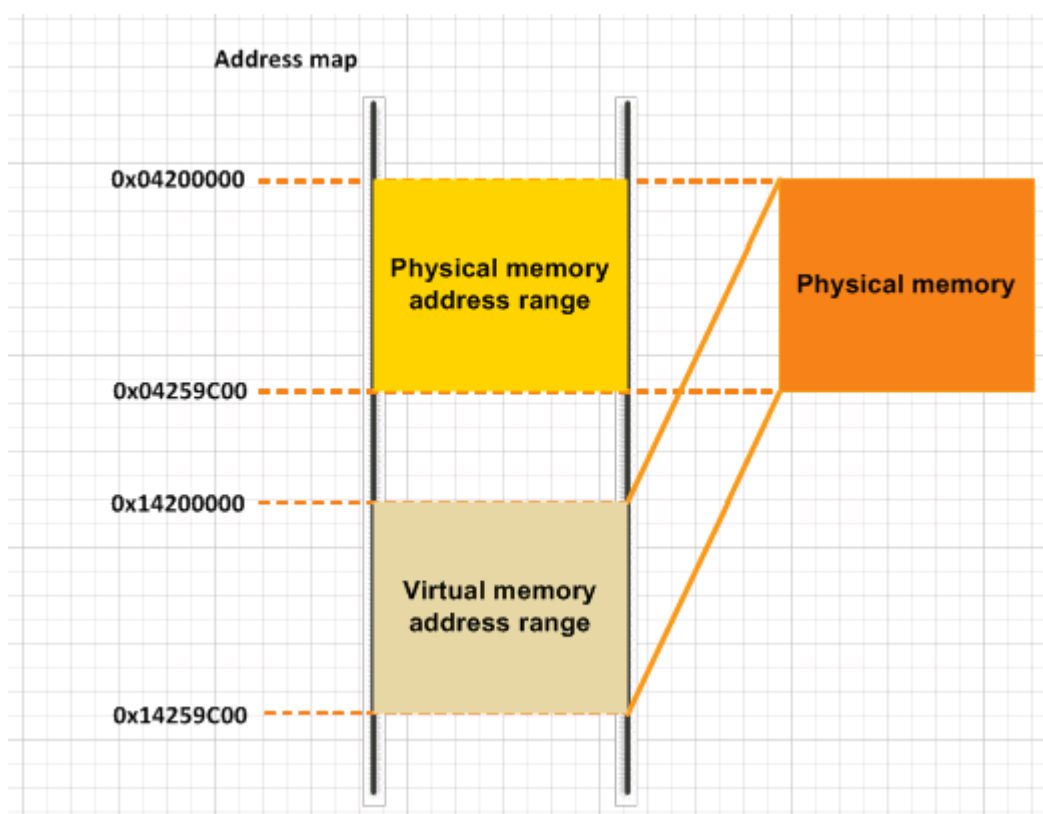 Address map
0x04200000
Physical memory
address range
Physical memory
0x04259C00
0x14200000
Virtual memory
address range
0x14259C00